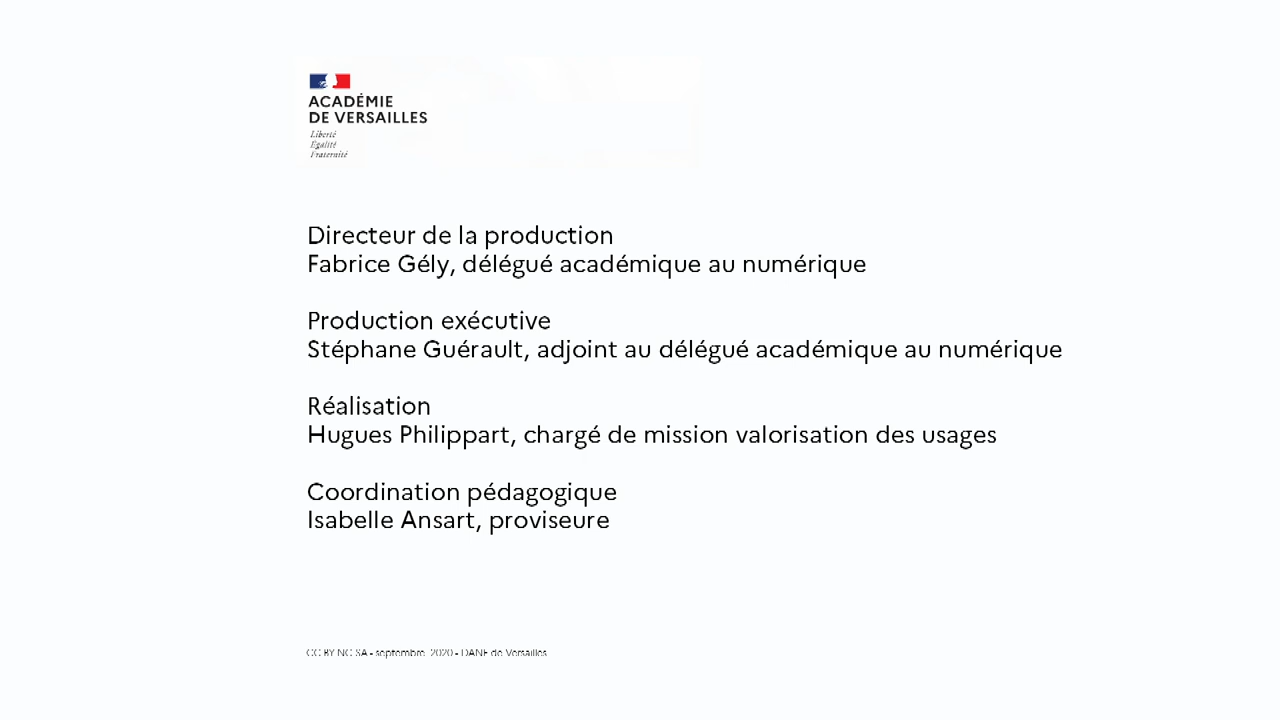 ACADÉMIE
DE VERSAILLES
Liberté
Égalité
Fraternité
Directeur de la production
Fabrice Gély, délégué académique au numérique
Production exécutive
Stéphane Guérault, adjoint au délégué académique au numérique
Réalisation
Hugues Philippart, chargé de mission valorisation des usages
Coordination pédagogique
Isabelle Ansart, proviseure
CC BY NC SA - septembre 2020 - DANE de Versailles